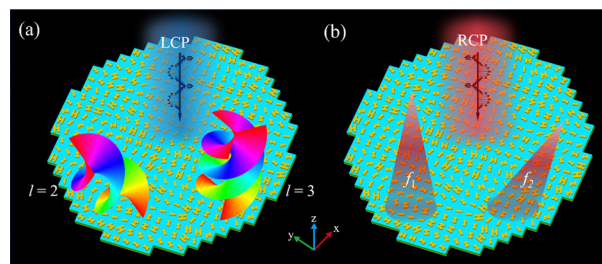 (a)
LCP
l = 2
l = 3
(b)
RCP
f1
f2
z
y
x